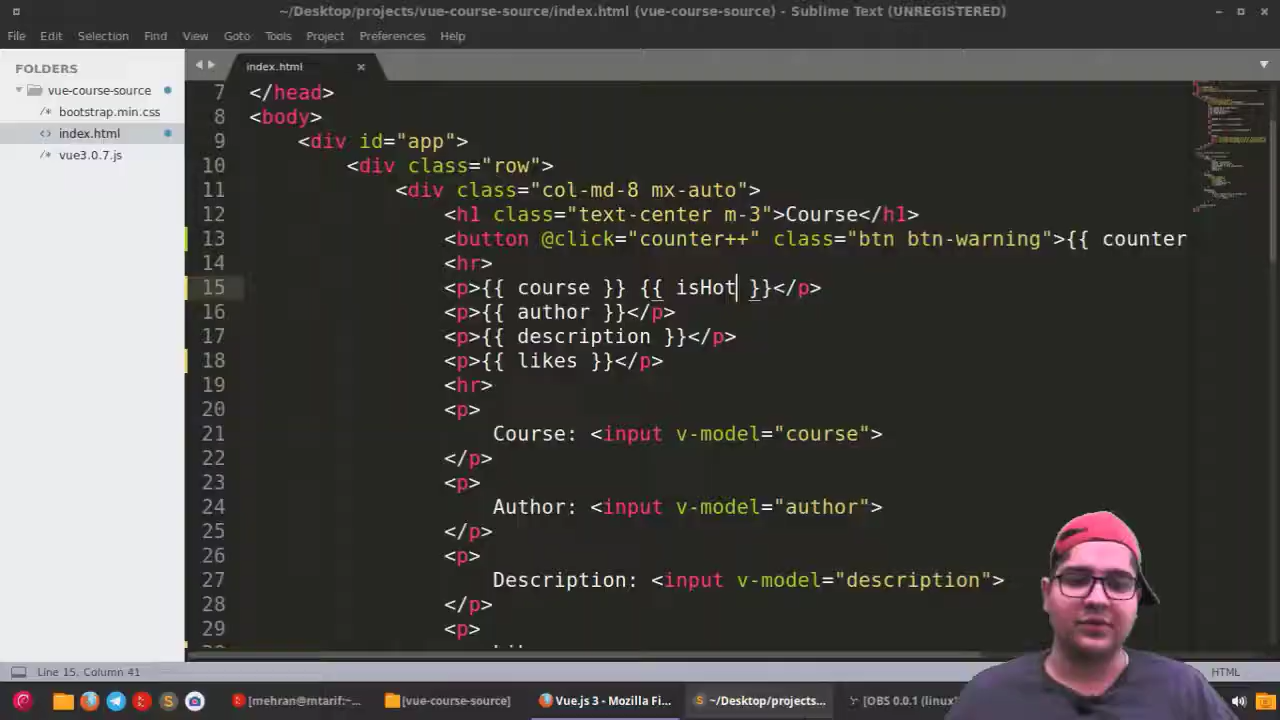 ~/Desktop/projects/vue-course-source/index.html (vue-course-source) - Sublime Text (UNREGISTERED)
File Edit Selection Find View Goto Tools Project Preferences Help
FOLDERS
vue-course-source
/* bootstrap.min.css
<> index.html
/* vue3.0.7.js
index.html
7 </head>
8 <body>
9 <div id="app">
10 <div class="row">
11 <div class="col-md-8 mx-auto">
12 <h1 class="text-center m-3">Course</h1>
13 <button @click="counter++" class="btn btn-warning">{{ counter
14 <hr>
15 <p>{{ course }} {{ isHot }}</p>
16 <p>{{ author }}</p>
17 <p>{{ description }}</p>
18 <p>{{ likes }}</p>
19 <hr>
20 <p>
21 Course: <input v-model="course">
22 </p>
23 <p>
24 Author: <input v-model="author">
25 </p>
26 <p>
27 Description: <input v-model="description">
28 </p>
29 <p>
Line 15, Column 41
HTML
[mehran@mtarif:~...
[vue-course-source]
Vue.js 3 - Mozilla Fi...
~/Desktop/projects...
[OBS 0.0.1 (linux)